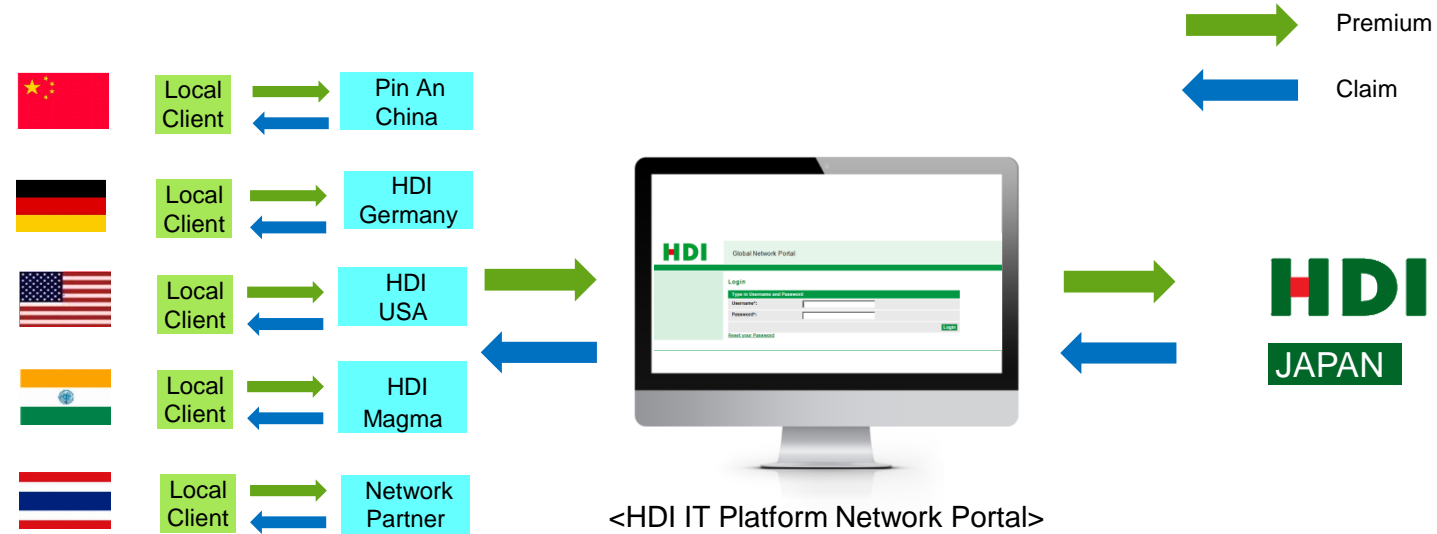 Premium
Claim
Local
Client
Pin An
China
Local
Client
HDI
Germany
Local
Client
HDI
USA
Local
Client
HDI
Magma
Local
Client
Network
Partner
HDI
Global Network Portal
Login
Type in Username and Password
Username*:
Password*:
Login
Reset your Password
<HDI IT Platform Network Portal>
HDI
JAPAN